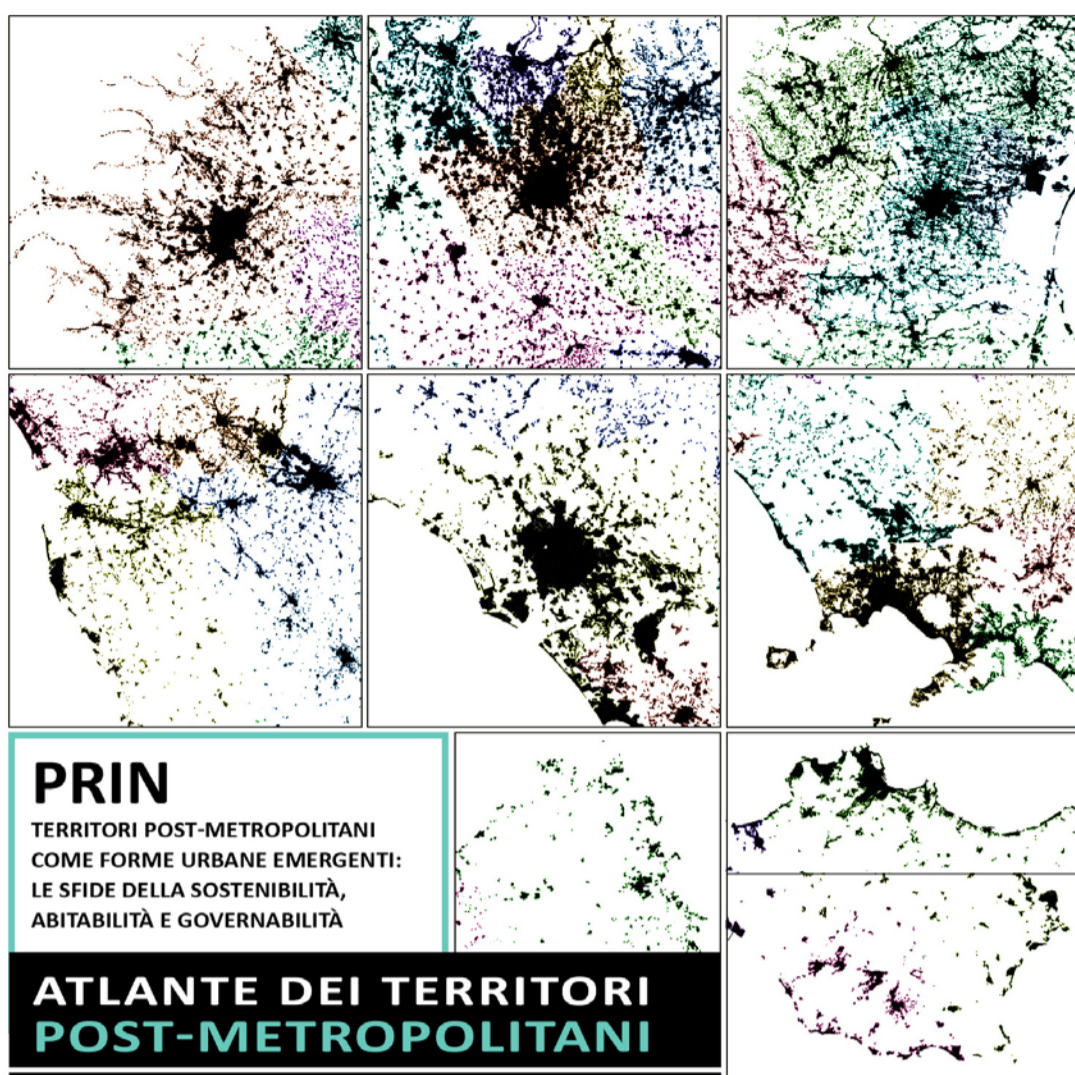 PRIN
TERRITORI POST-METROPOLITANI
COME FORME URBANE EMERGENTI:
LE SFIDE DELLA SOSTENIBILITÀ,
ABITABILITÀ E GOVERNABILITÀ
ATLANTE DEI TERRITORI
POST-METROPOLITANI